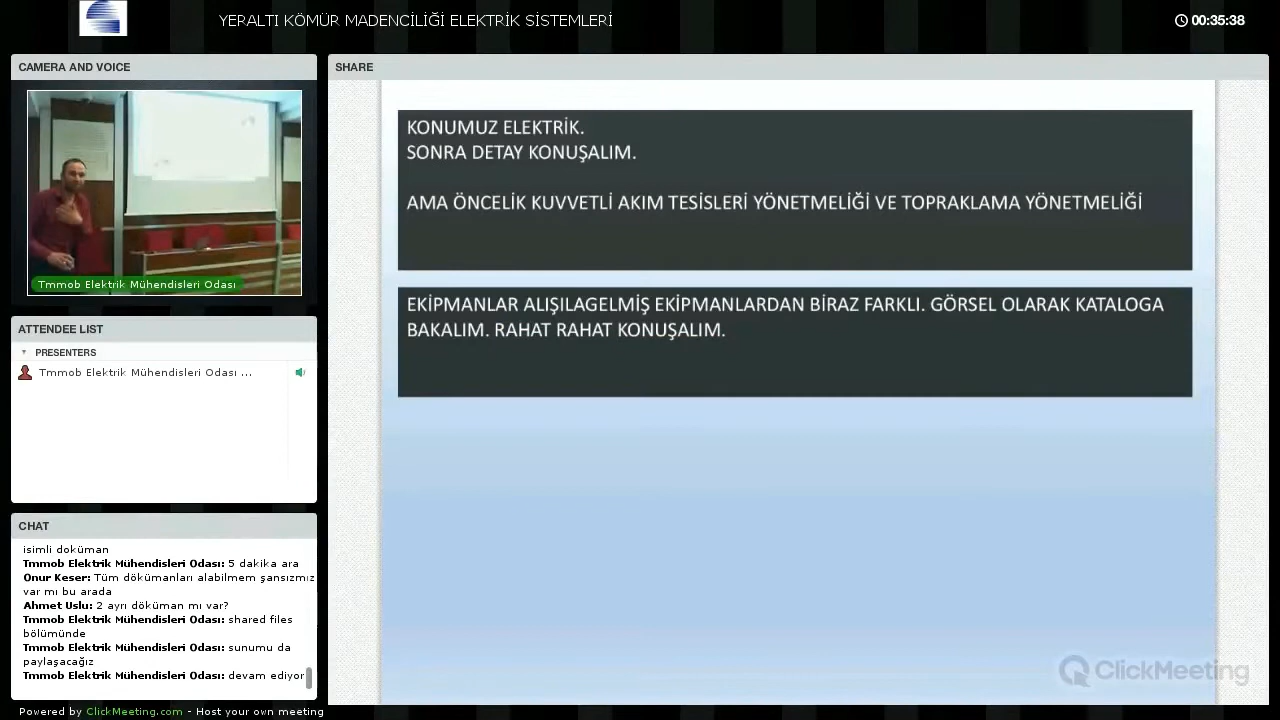 YERALTI KÖMÜR MADENCİLİĞİ ELEKTRİK SİSTEMLERİ
00:35:38
CAMERA AND VOICE
Tmmob Elektrik Mühendisleri Odası
ATTENDEE LIST
PRESENTERS
Tmmob Elektrik Mühendisleri Odası ...
CHAT
isimli doküman
Tmmob Elektrik Mühendisleri Odası: 5 dakika ara
Onur Keser: Tüm dökümanları alabilmem şansızmız
var mı bu arada
Ahmet Uslu: 2 ayrı döküman mı var?
Tmmob Elektrik Mühendisleri Odası: shared files
bölümünde
Tmmob Elektrik Mühendisleri Odası: sunumu da
paylaşacağız
Tmmob Elektrik Mühendisleri Odası: devam ediyor
Powered by ClickMeeting.com - Host your own meeting
SHARE
KONUMUZ ELEKTRİK.
SONRA DETAY KONUŞALIM.
AMA ÖNCELİK KUVVETLİ AKIM TESİSLERİ YÖNETMELİĞİ VE TOPRAKLAMA YÖNETMELİĞİ
EKİPMANLAR ALIŞILAGELMİŞ EKİPMANLARDAN BİRAZ FARKLI. GÖRSEL OLARAK KATALOGA
BAKALIM. RAHAT RAHAT KONUŞALIM.
ClickMeeting